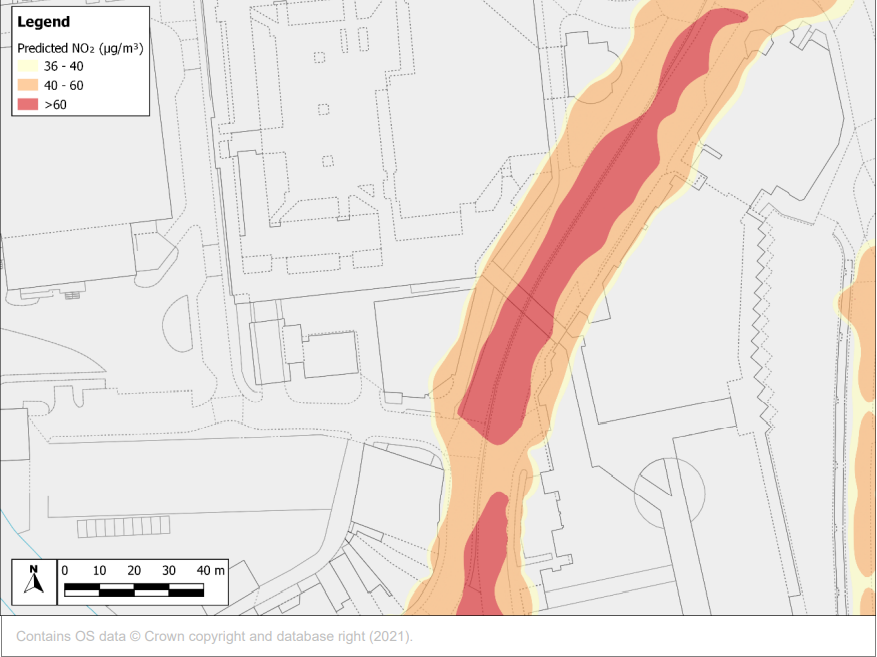 Legend
Predicted NO₂ (µg/m³)
36 - 40
40 - 60
>60
N
0 10 20 30 40 m
Contains OS data © Crown copyright and database right (2021).